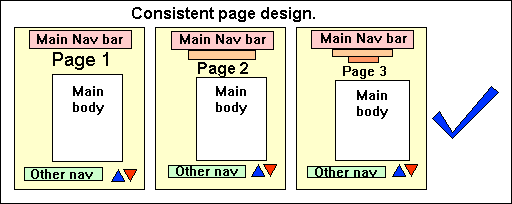 Consistent page design.
Main Nav bar
Page 1
Main
body
Other nav
Main Nav bar
Page 2
Main
body
Other nav
Main Nav bar
Page 3
Main
body
Other nav